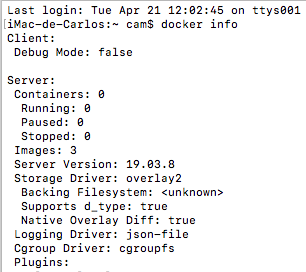 Last login: Tue Apr 21 12:02:45 on ttys001
[iMac-de-Carlos:~ cam$ docker info
Client:
 Debug Mode: false

Server:
 Containers: 0
  Running: 0
  Paused: 0
  Stopped: 0
 Images: 3
 Server Version: 19.03.8
 Storage Driver: overlay2
  Backing Filesystem: <unknown>
  Supports d_type: true
  Native Overlay Diff: true
 Logging Driver: json-file
 Cgroup Driver: cgroupfs
 Plugins: